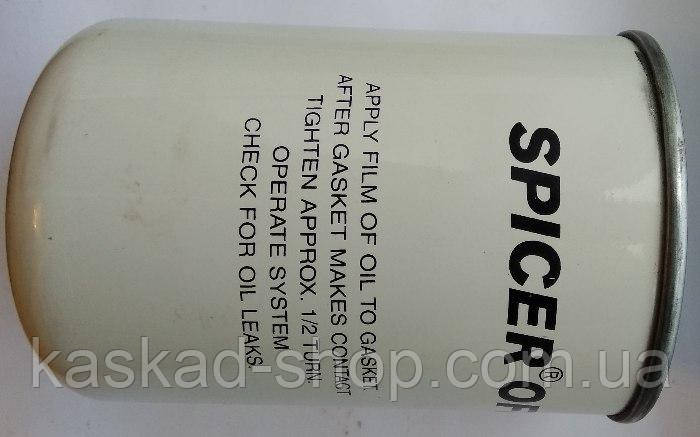 SPICER®
APPLY FILM OF OIL TO GASKET.
AFTER GASKET MAKES CONTACT
TIGHTEN APPROX. 1/2 TURN
OPERATE SYSTEM
CHECK FOR OIL LEAKS.
kaskad-shop.com.ua